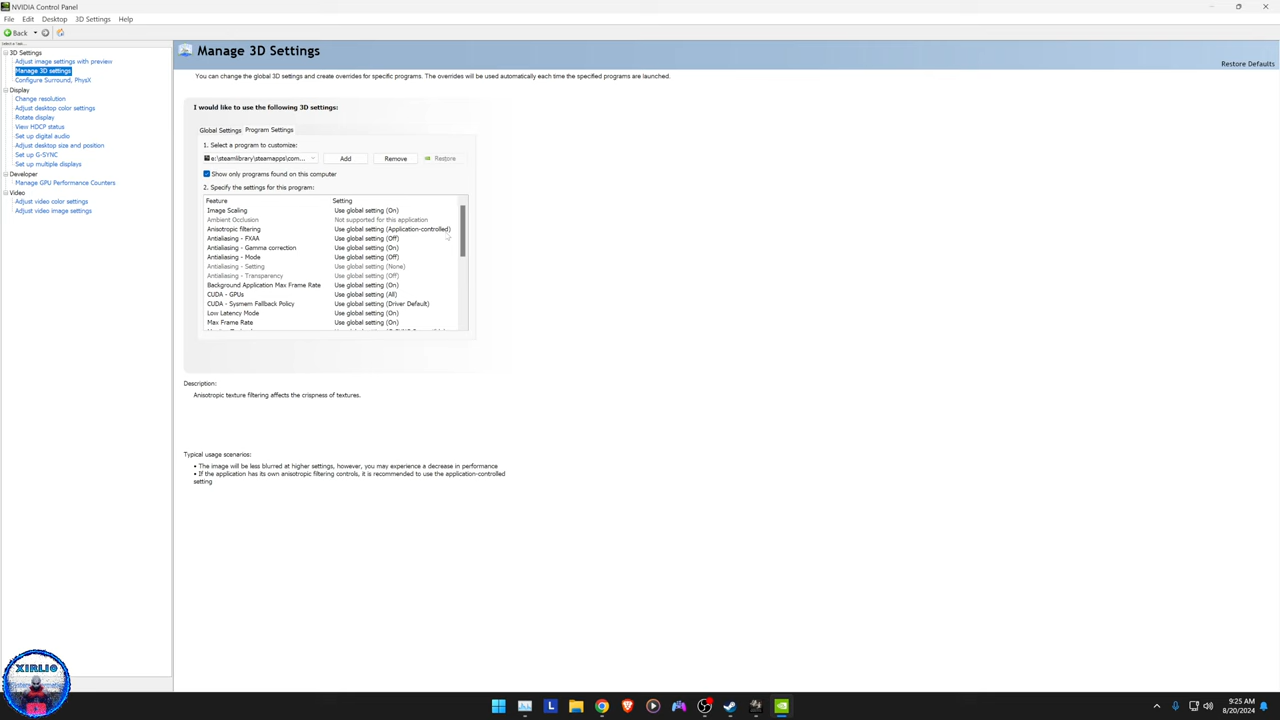 NVIDIA Control Panel
File Edit Desktop 3D Settings Help
Back
Select a Task...
3D Settings
Adjust image settings with preview
Manage 3D settings
Configure Surround, PhysX
Display
Change resolution
Adjust desktop color settings
Rotate display
View HDCP status
Set up digital audio
Adjust desktop size and position
Set up G-SYNC
Set up multiple displays
Developer
Manage GPU Performance Counters
Video
Adjust video color settings
Adjust video image settings
XIRLIO
Manage 3D Settings
Restore Defaults
You can change the global 3D settings and create overrides for specific programs. The overrides will be used automatically each time the specified programs are launched.
I would like to use the following 3D settings:
Global Settings Program Settings
1. Select a program to customize:
e:\steamlibrary\steamapps\com... Add Remove Restore
Show only programs found on this computer
2. Specify the settings for this program:
Feature Setting
Image Scaling Use global setting (On)
Ambient Occlusion Not supported for this application
Anisotropic filtering Use global setting (Application-controlled)
Antialiasing - FXAA Use global setting (Off)
Antialiasing - Gamma correction Use global setting (On)
Antialiasing - Mode Use global setting (Off)
Antialiasing - Setting Use global setting (None)
Antialiasing - Transparency Use global setting (Off)
Background Application Max Frame Rate Use global setting (On)
CUDA - GPUs Use global setting (All)
CUDA - Sysmem Fallback Policy Use global setting (Driver Default)
Low Latency Mode Use global setting (On)
Max Frame Rate Use global setting (On)
Description:
Anisotropic texture filtering affects the crispness of textures.
Typical usage scenarios:
• The image will be less blurred at higher settings, however, you may experience a decrease in performance
• If the application has its own anisotropic filtering controls, it is recommended to use the application-controlled
setting
9:25 AM
8/20/2024